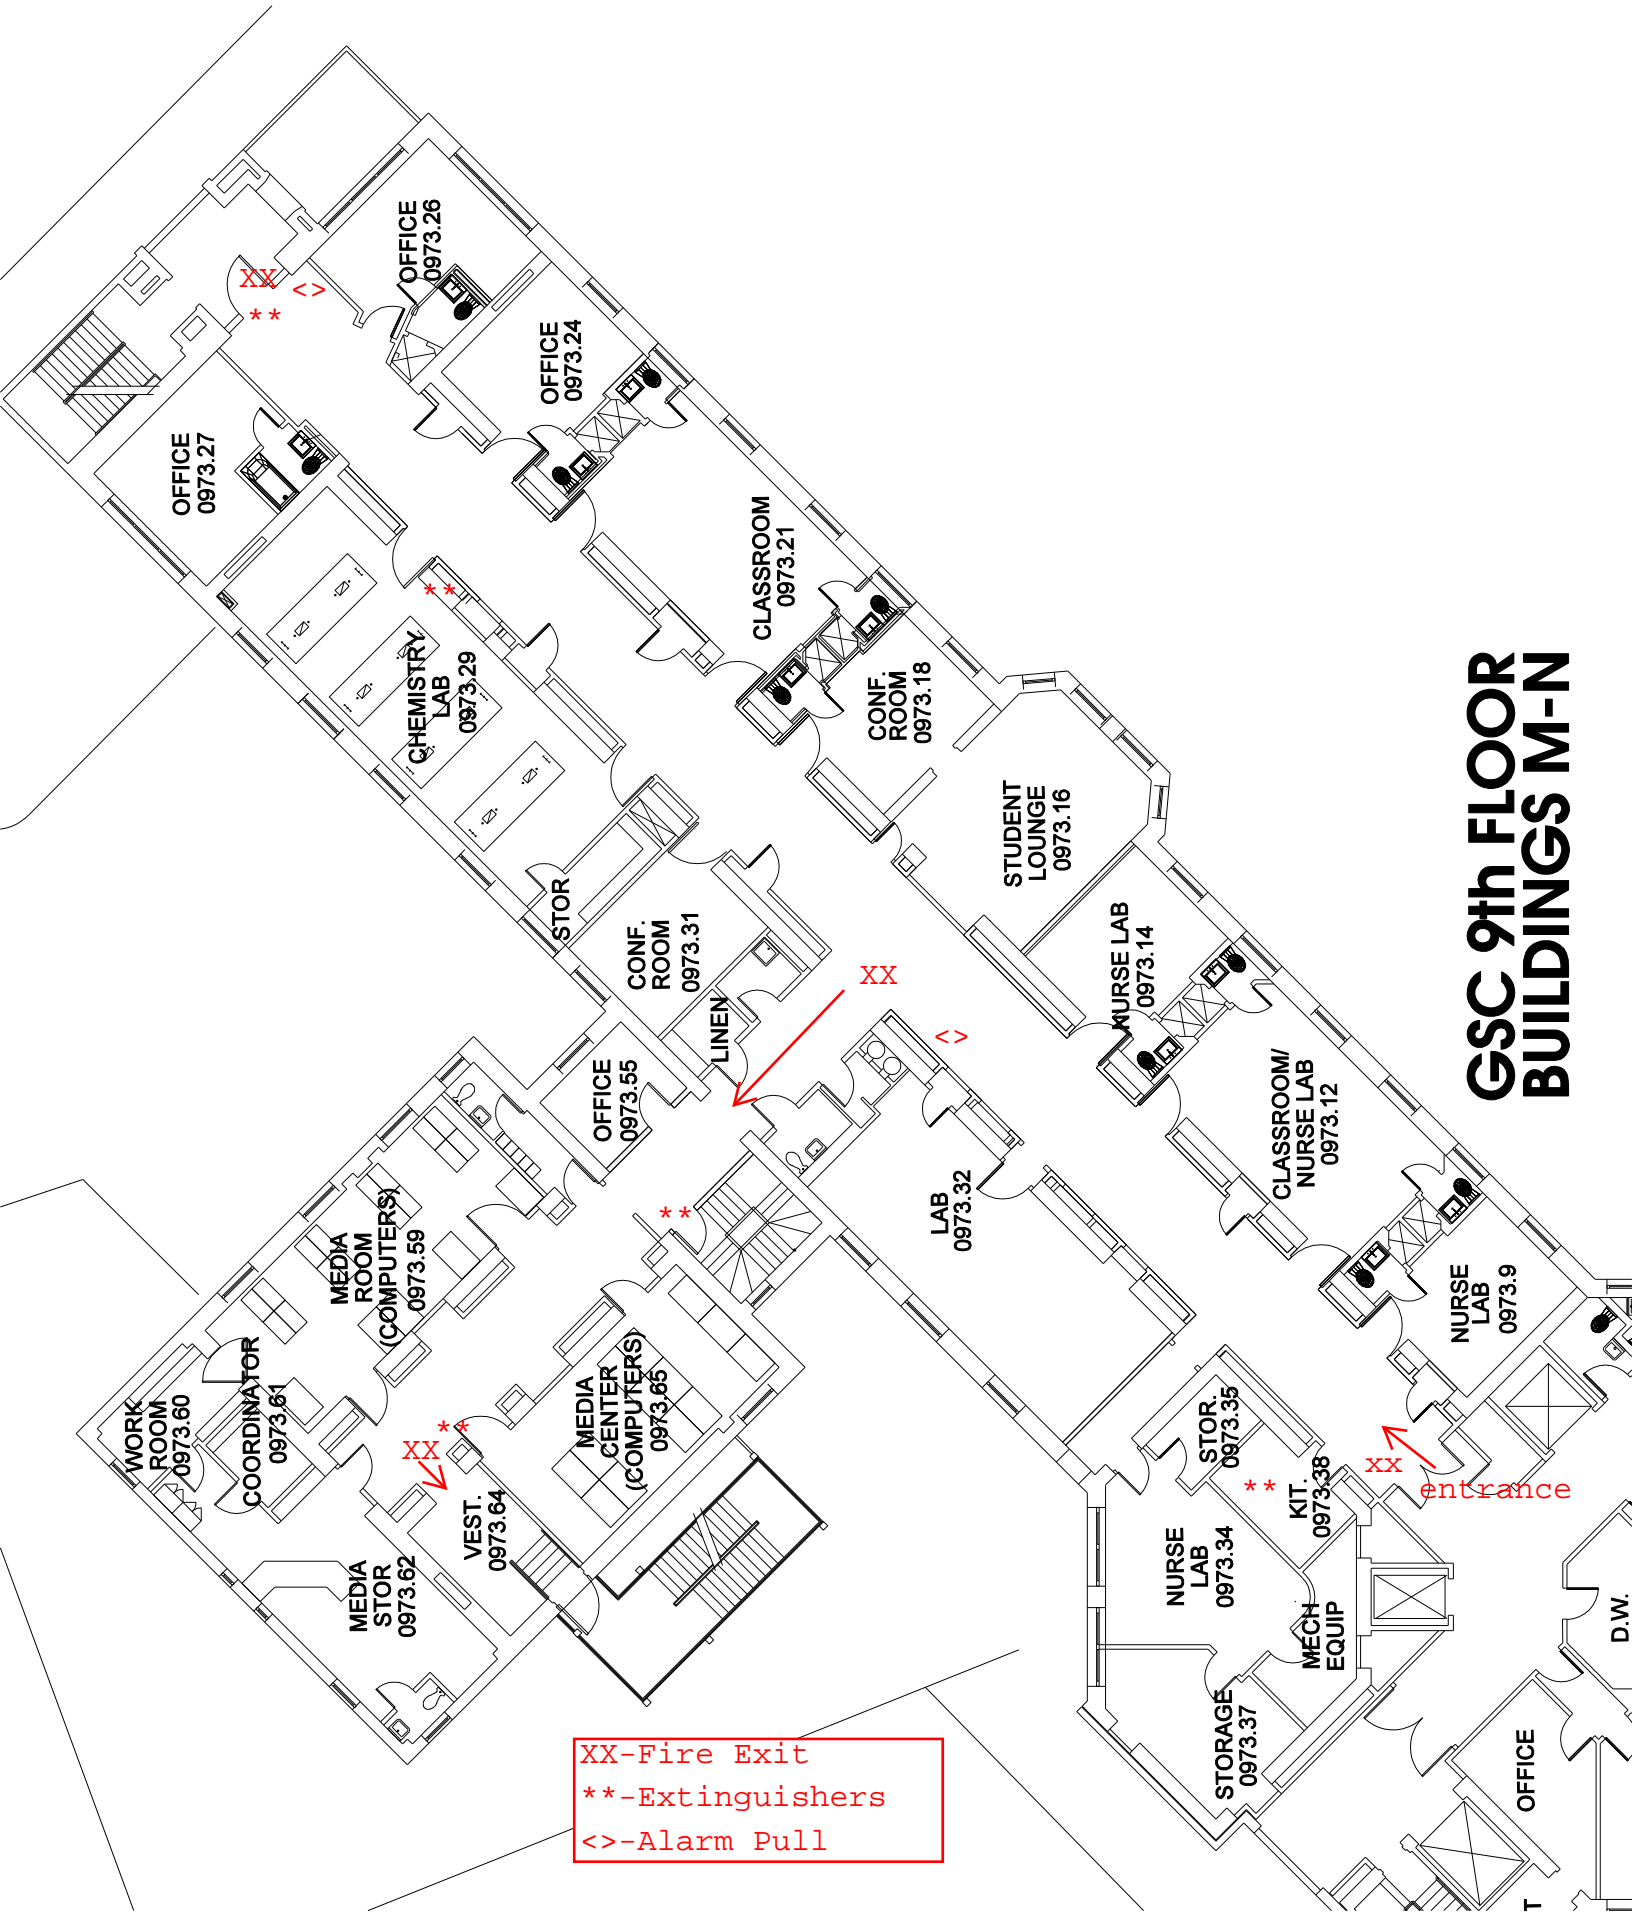 GSC 9th FLOOR
BUILDINGS M-N
OFFICE
0973.26
XX
<>
**
OFFICE
0973.24
OFFICE
0973.27
CLASSROOM
0973.21
**
CHEMISTRY
LAB
0973.29
CONF.
ROOM
0973.18
STUDENT
LOUNGE
0973.16
STOR
CONF.
ROOM
0973.31
NURSE LAB
0973.14
XX
LINEN
<>
OFFICE
0973.55
CLASSROOM/
NURSE LAB
0973.12
LAB
0973.32
**
MEDIA
ROOM
(COMPUTERS)
0973.59
NURSE
LAB
0973.9
COORDINATOR
0973.61
WORK
ROOM
0973.60
MEDIA
CENTER
(COMPUTERS)
0973.65
**
XX
STOR.
0973.35
xx
entrance
**
KIT.
0973.38
VEST.
0973.64
MEDIA
STOR
0973.62
NURSE
LAB
0973.34
MECH
EQUIP
D.W.
STORAGE
0973.37
OFFICE
T
XX-Fire Exit
**-Extinguishers
<>-Alarm Pull